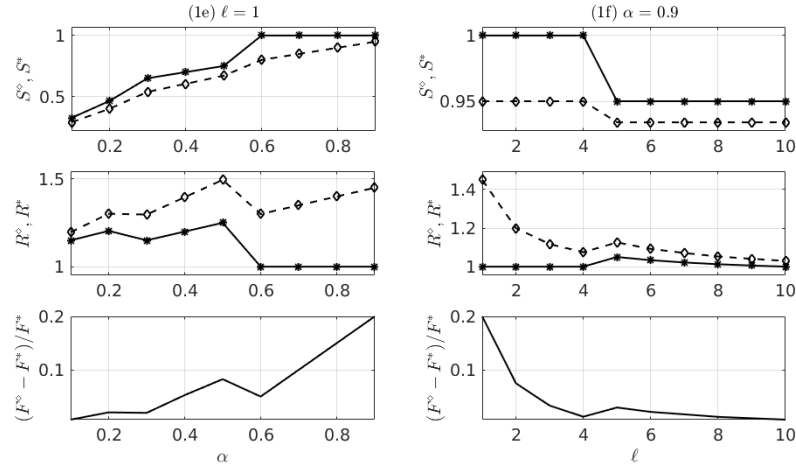 (1e) ℓ = 1
S^⋄, S^*
1
0.5
0.2 0.4 0.6 0.8
R^⋄, R^*
1.5
1
0.2 0.4 0.6 0.8
(F^⋄ − F^*)/F^*
0.2
0.1
0.2 0.4 0.6 0.8
α
(1f) α = 0.9
S^⋄, S^*
1
0.95
2 4 6 8 10
R^⋄, R^*
1.4
1.2
1
2 4 6 8 10
(F^⋄ − F^*)/F^*
0.2
0.1
2 4 6 8 10
ℓ